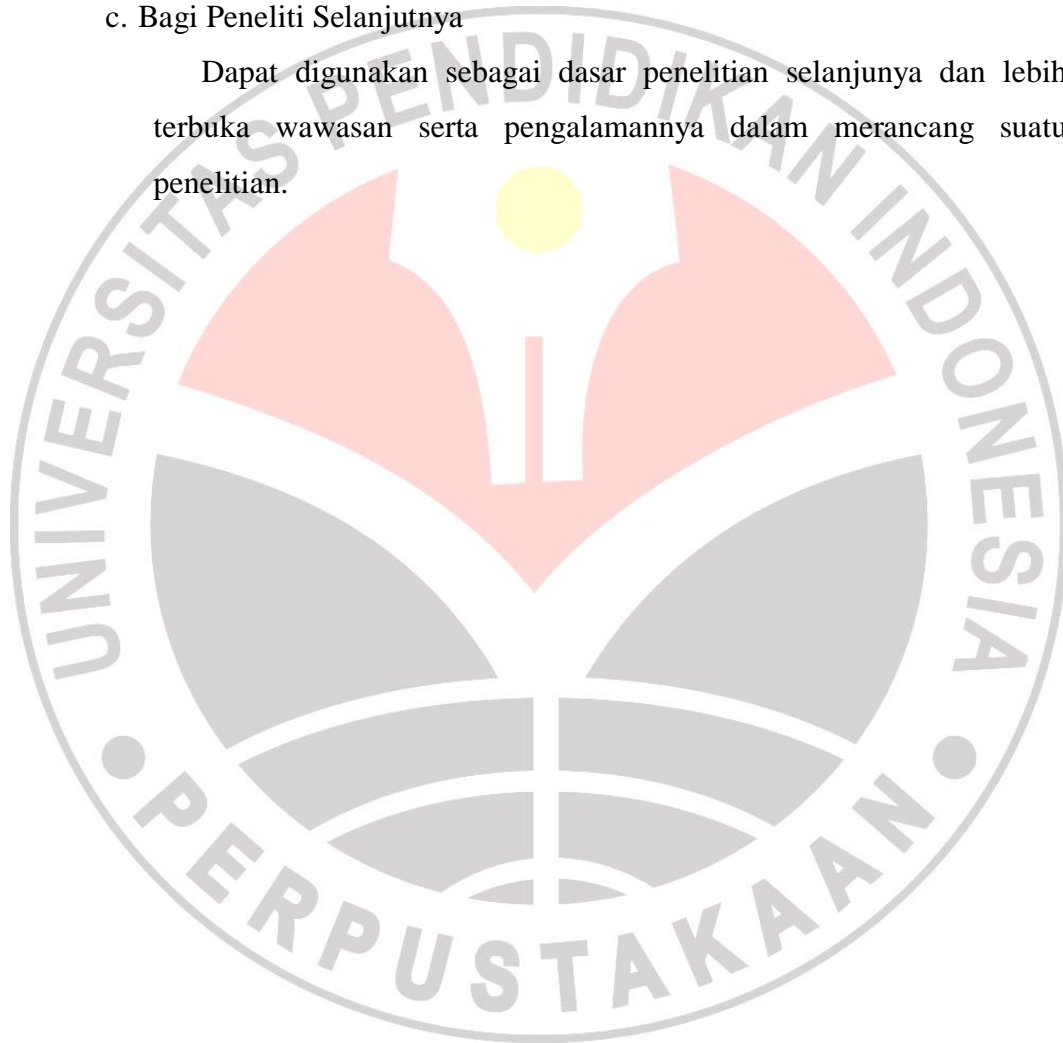 c. Bagi Peneliti Selanjutnya
Dapat digunakan sebagai dasar penelitian selanjunya dan lebih
terbuka wawasan serta pengalamannya dalam merancang suatu
penelitian.
UNIVERSITAS PENDIDIKAN INDONESIA
PERPUSTAKAAN